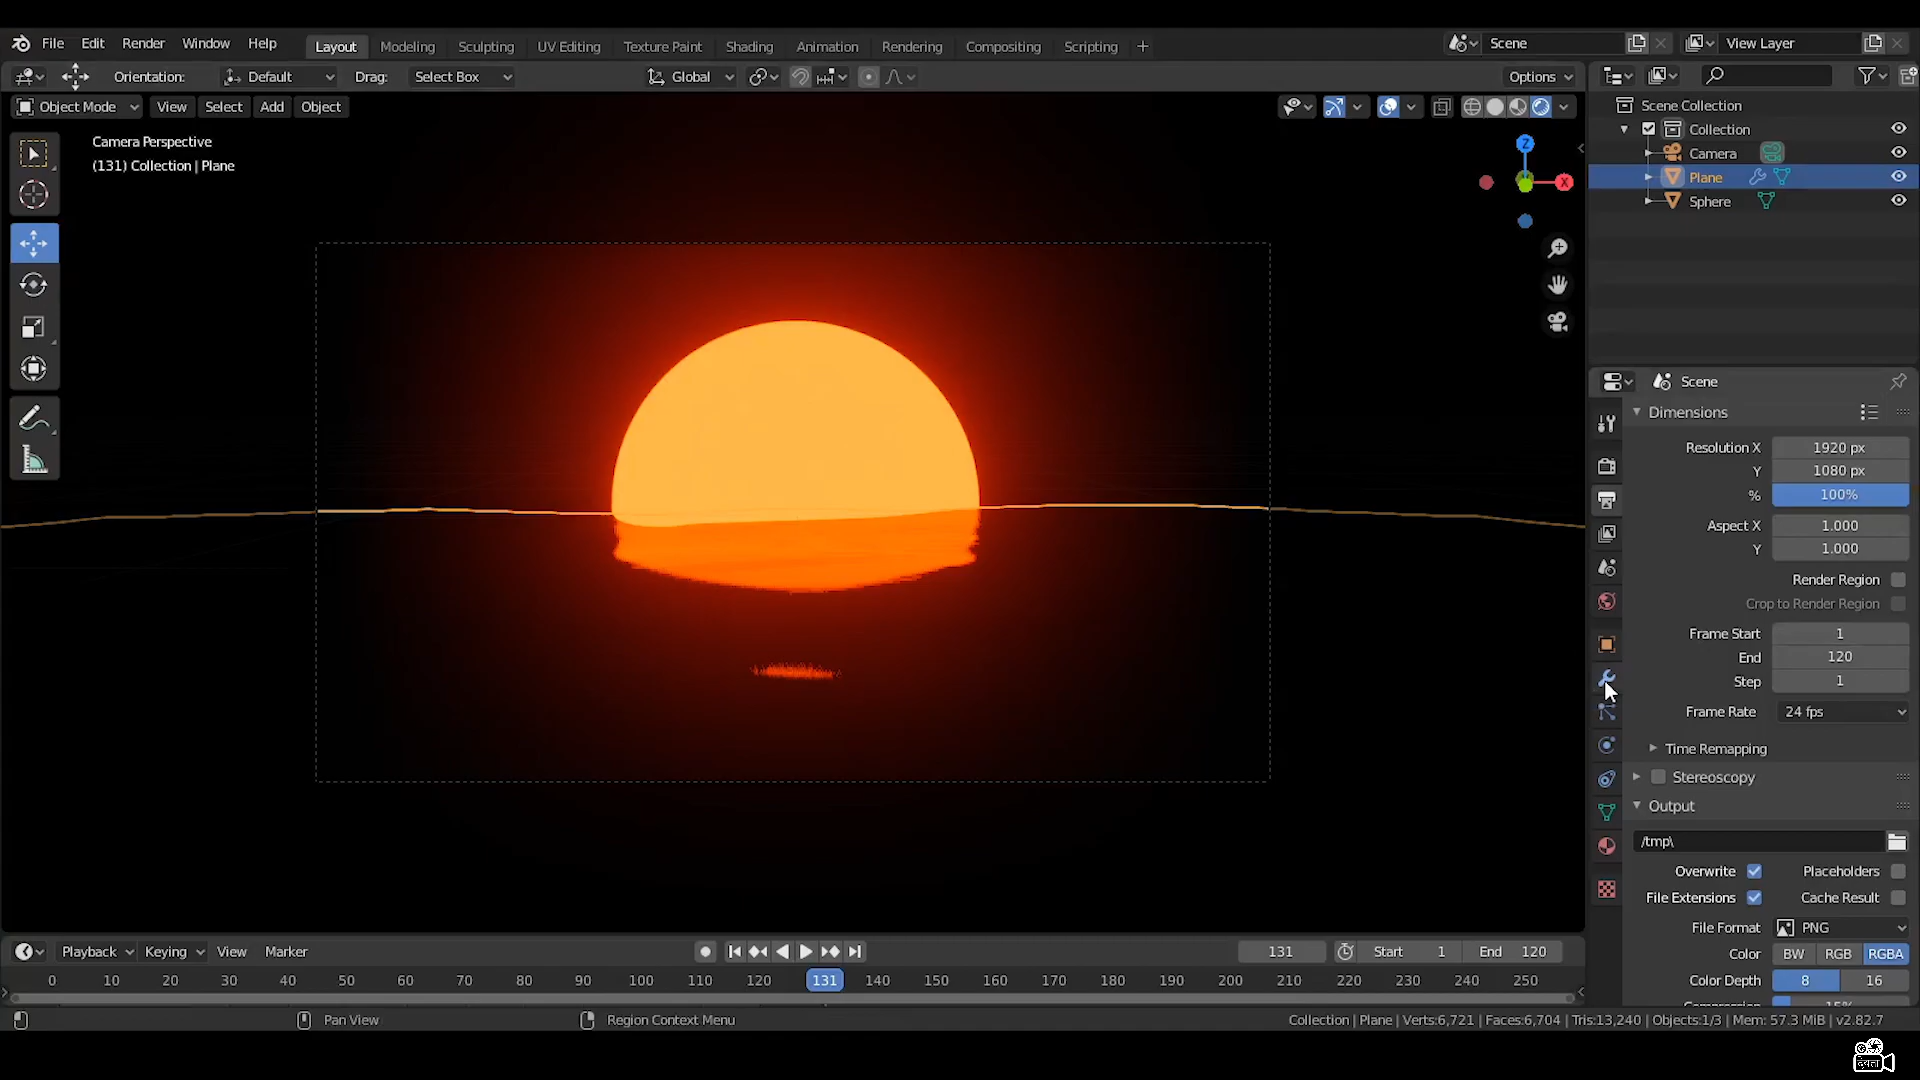 File Edit Render Window Help Layout Modeling Sculpting UV Editing Texture Paint Shading Animation Rendering Compositing Scripting + Scene View Layer
Orientation: Default Drag: Select Box Global Options
Object Mode View Select Add Object
Camera Perspective
(131) Collection | Plane
Z
X
Scene Collection
Collection
Camera
Plane
Sphere
Scene
Dimensions
Resolution X 1920 px
Y 1080 px
% 100%
Aspect X 1.000
Y 1.000
Render Region
Crop to Render Region
Frame Start 1
End 120
Step 1
Frame Rate 24 fps
Time Remapping
Stereoscopy
Output
/tmp\
Overwrite Placeholders
File Extensions Cache Result
File Format PNG
Color BW RGB RGBA
Color Depth 8 16
Compression 15%
Playback Keying View Marker 131 Start 1 End 120
0 10 20 30 40 50 60 70 80 90 100 110 120 131 140 150 160 170 180 190 200 210 220 230 240 250
Pan View Region Context Menu Collection | Plane | Verts:6,721 | Faces:6,704 | Tris:13,240 | Objects:1/3 | Mem: 57.3 MiB | v2.82.7